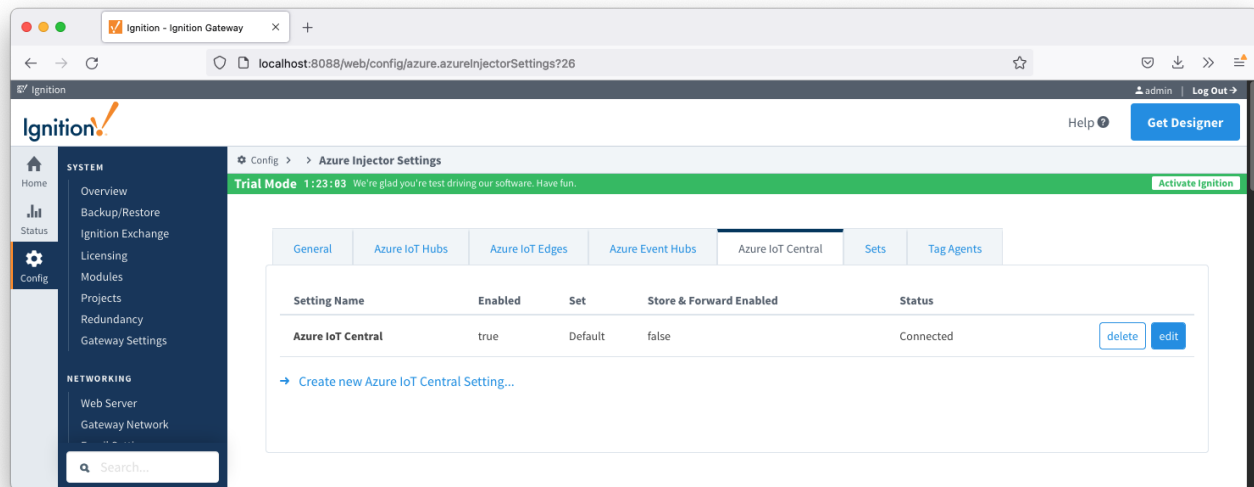 Ignition - Ignition Gateway
localhost:8088/web/config/azure.azureInjectorSettings?26
Ignition
admin | Log Out
Ignition!
Help
Get Designer
Home
Status
Config
SYSTEM
Overview
Backup/Restore
Ignition Exchange
Licensing
Modules
Projects
Redundancy
Gateway Settings
NETWORKING
Web Server
Gateway Network
Search...
Config > > Azure Injector Settings
Trial Mode 1:23:03 We're glad you're test driving our software. Have fun.
Activate Ignition
General Azure IoT Hubs Azure IoT Edges Azure Event Hubs Azure IoT Central Sets Tag Agents
Setting Name Enabled Set Store & Forward Enabled Status
Azure IoT Central true Default false Connected delete edit
→ Create new Azure IoT Central Setting...